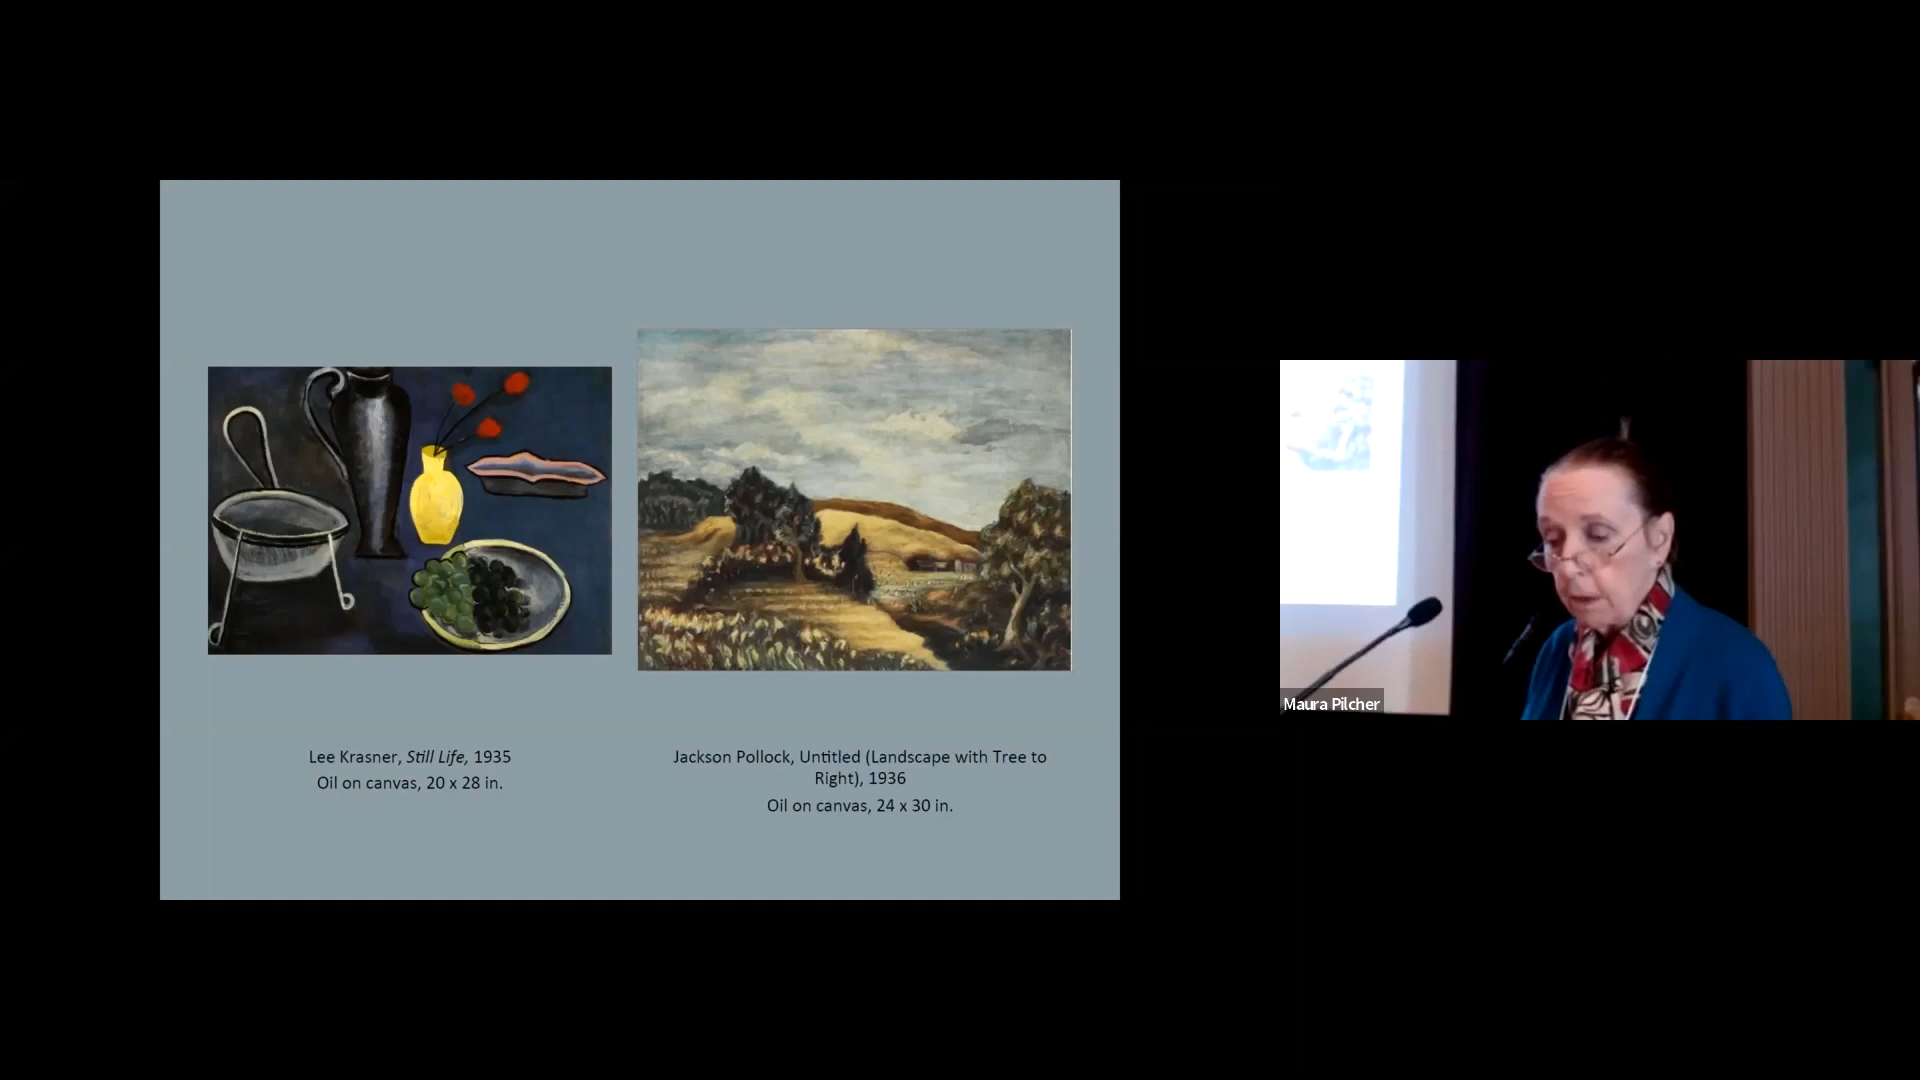 Lee Krasner, Still Life, 1935
Oil on canvas, 20 x 28 in.
Jackson Pollock, Untitled (Landscape with Tree to
Right), 1936
Oil on canvas, 24 x 30 in.
Maura Pilcher